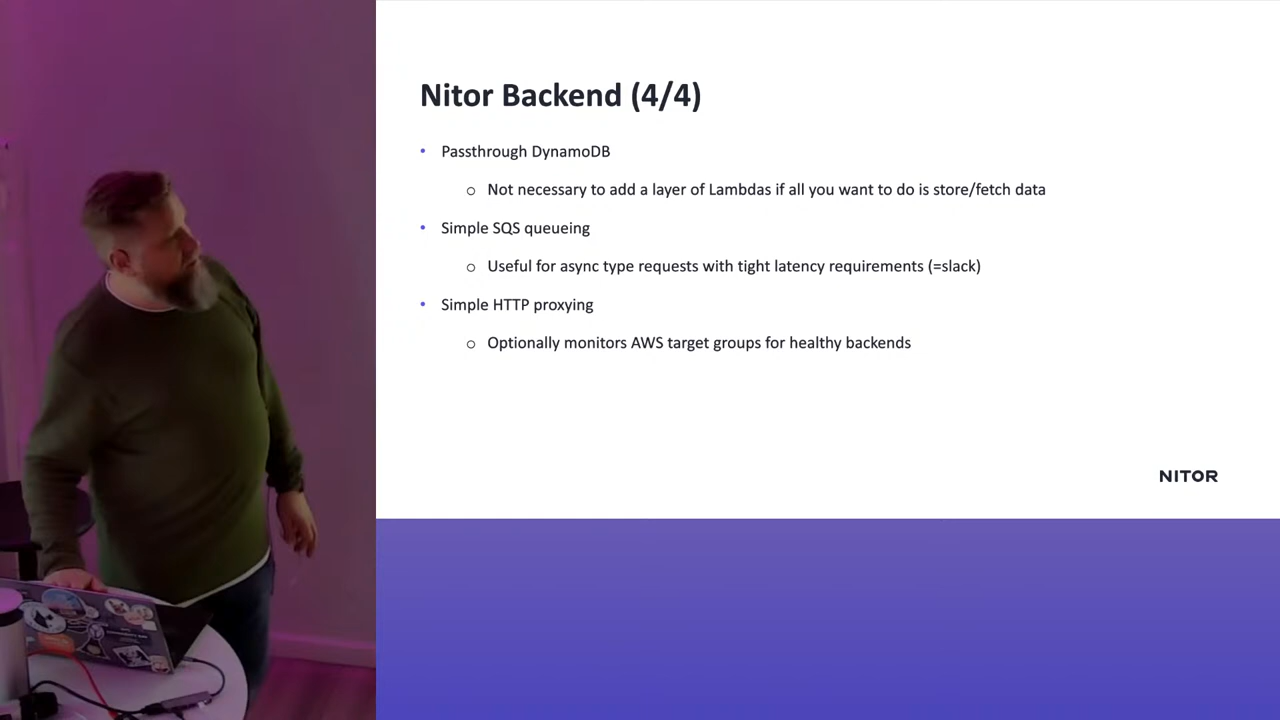 Nitor Backend (4/4)
• Passthrough DynamoDB
o Not necessary to add a layer of Lambdas if all you want to do is store/fetch data
• Simple SQS queueing
o Useful for async type requests with tight latency requirements (=slack)
• Simple HTTP proxying
o Optionally monitors AWS target groups for healthy backends
NITOR